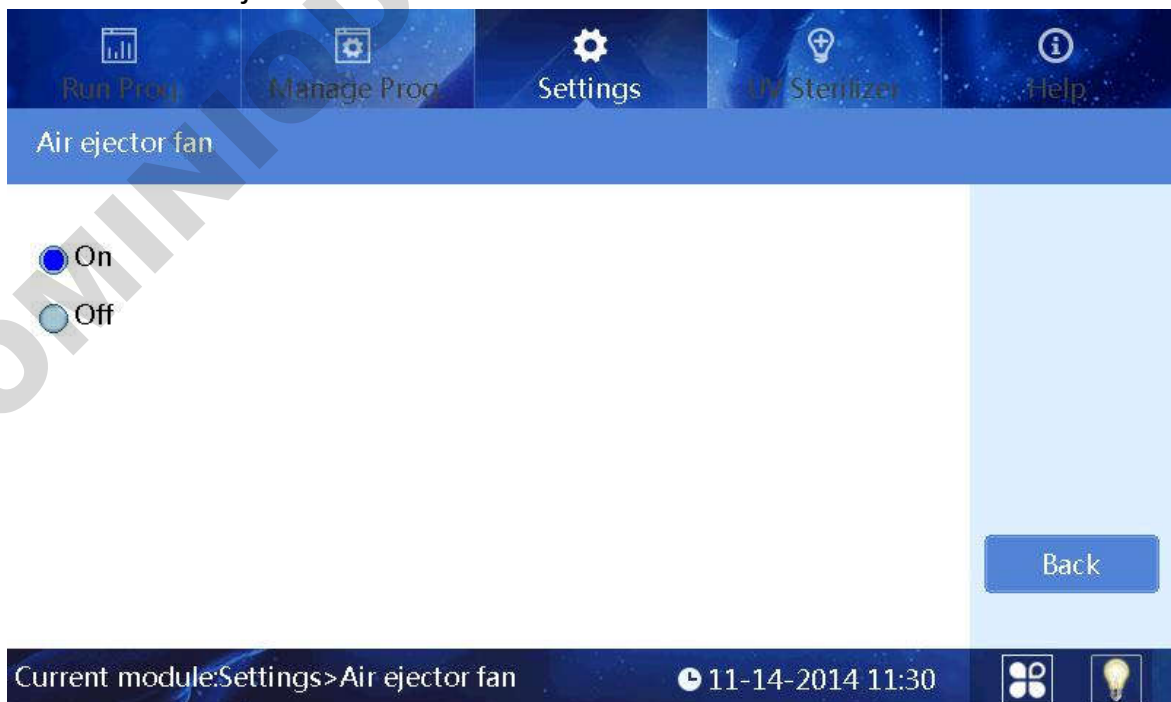 Run Prog.
Manage Prog.
Settings
UV Sterilizer
Help
Air ejector fan
On
Off
Back
Current module:Settings>Air ejector fan
11-14-2014 11:30